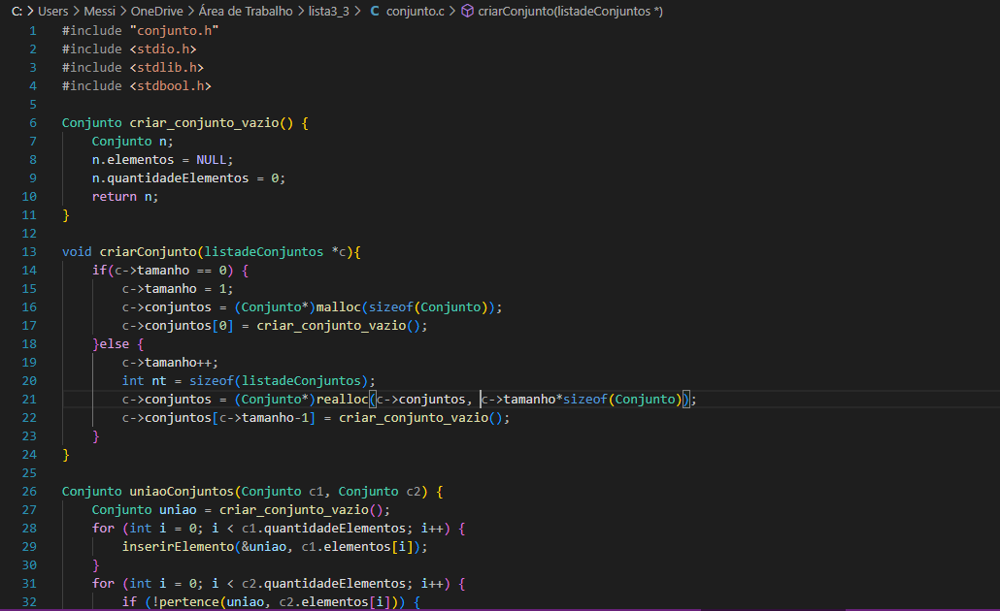 C: > Users > Messi > OneDrive > Área de Trabalho > lista3_3 > C conjunto.c > criarConjunto(listadeConjuntos *)
1 #include "conjunto.h"
2 #include <stdio.h>
3 #include <stdlib.h>
4 #include <stdbool.h>
5
6 Conjunto criar_conjunto_vazio() {
7     Conjunto n;
8     n.elementos = NULL;
9     n.quantidadeElementos = 0;
10     return n;
11 }
12
13 void criarConjunto(listadeConjuntos *c){
14     if(c->tamanho == 0) {
15         c->tamanho = 1;
16         c->conjuntos = (Conjunto*)malloc(sizeof(Conjunto));
17         c->conjuntos[0] = criar_conjunto_vazio();
18     }else {
19         c->tamanho++;
20         int nt = sizeof(listadeConjuntos);
21         c->conjuntos = (Conjunto*)realloc(c->conjuntos, c->tamanho*sizeof(Conjunto));
22         c->conjuntos[c->tamanho-1] = criar_conjunto_vazio();
23     }
24 }
25
26 Conjunto uniaoConjuntos(Conjunto c1, Conjunto c2) {
27     Conjunto uniao = criar_conjunto_vazio();
28     for (int i = 0; i < c1.quantidadeElementos; i++) {
29         inserirElemento(&uniao, c1.elementos[i]);
30     }
31     for (int i = 0; i < c2.quantidadeElementos; i++) {
32         if (!pertence(uniao, c2.elementos[i])) {